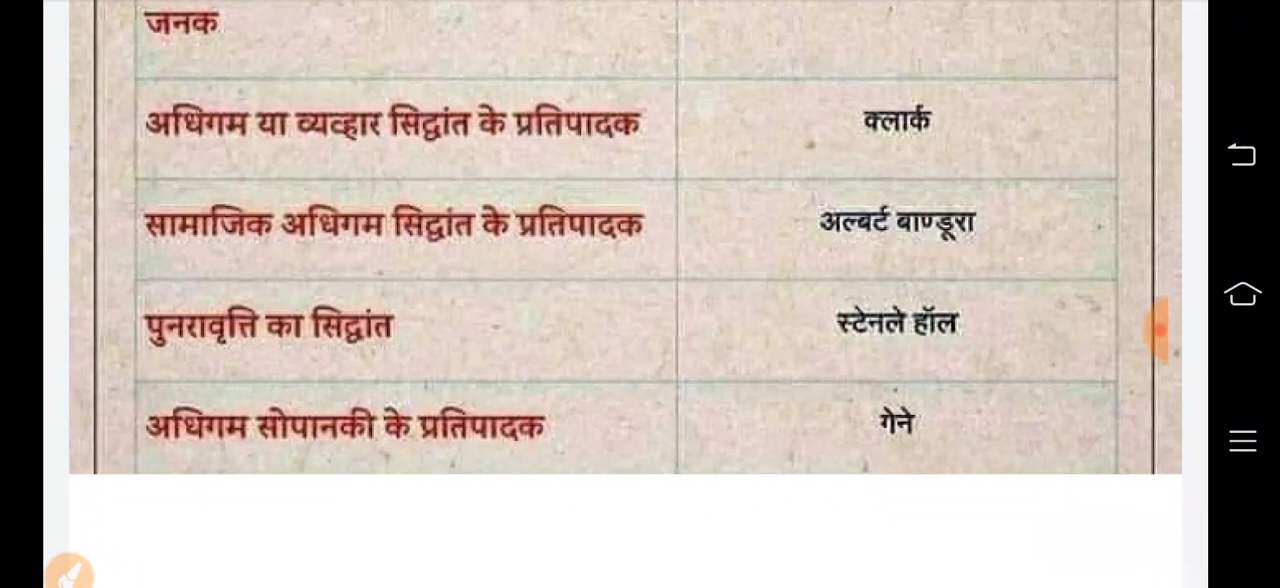 जनक
अधिगम या व्यव्हार सिद्वांत के प्रतिपादक
क्लार्क
सामाजिक अधिगम सिद्वांत के प्रतिपादक
अल्बर्ट बाण्डूरा
पुनरावृत्ति का सिद्वांत
स्टेनले हॉल
अधिगम सोपानकी के प्रतिपादक
गेने